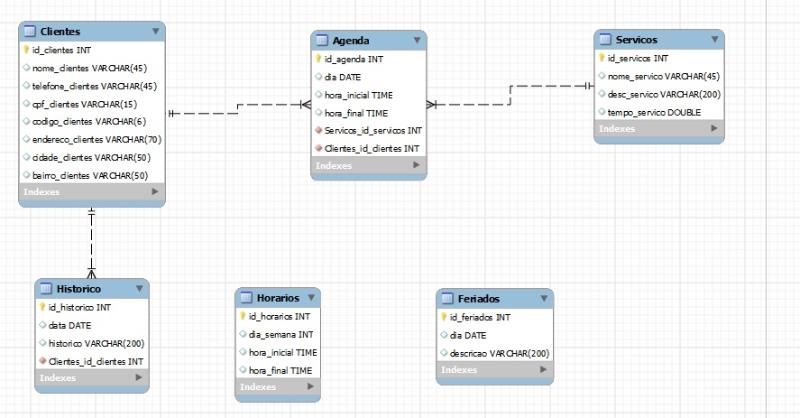 Clientes
id_clientes INT
nome_clientes VARCHAR(45)
telefone_clientes VARCHAR(45)
cpf_clientes VARCHAR(15)
codigo_clientes VARCHAR(6)
endereco_clientes VARCHAR(70)
cidade_clientes VARCHAR(50)
bairro_clientes VARCHAR(50)
Indexes
Agenda
id_agenda INT
dia DATE
hora_inicial TIME
hora_final TIME
Servicos_id_servicos INT
Clientes_id_clientes INT
Indexes
Servicos
id_servicos INT
nome_servico VARCHAR(45)
desc_servico VARCHAR(200)
tempo_servico DOUBLE
Indexes
Historico
id_historico INT
data DATE
historico VARCHAR(200)
Clientes_id_clientes INT
Indexes
Horarios
id_horarios INT
dia_semana INT
hora_inicial TIME
hora_final TIME
Indexes
Feriados
id_feriados INT
dia DATE
descricao VARCHAR(200)
Indexes